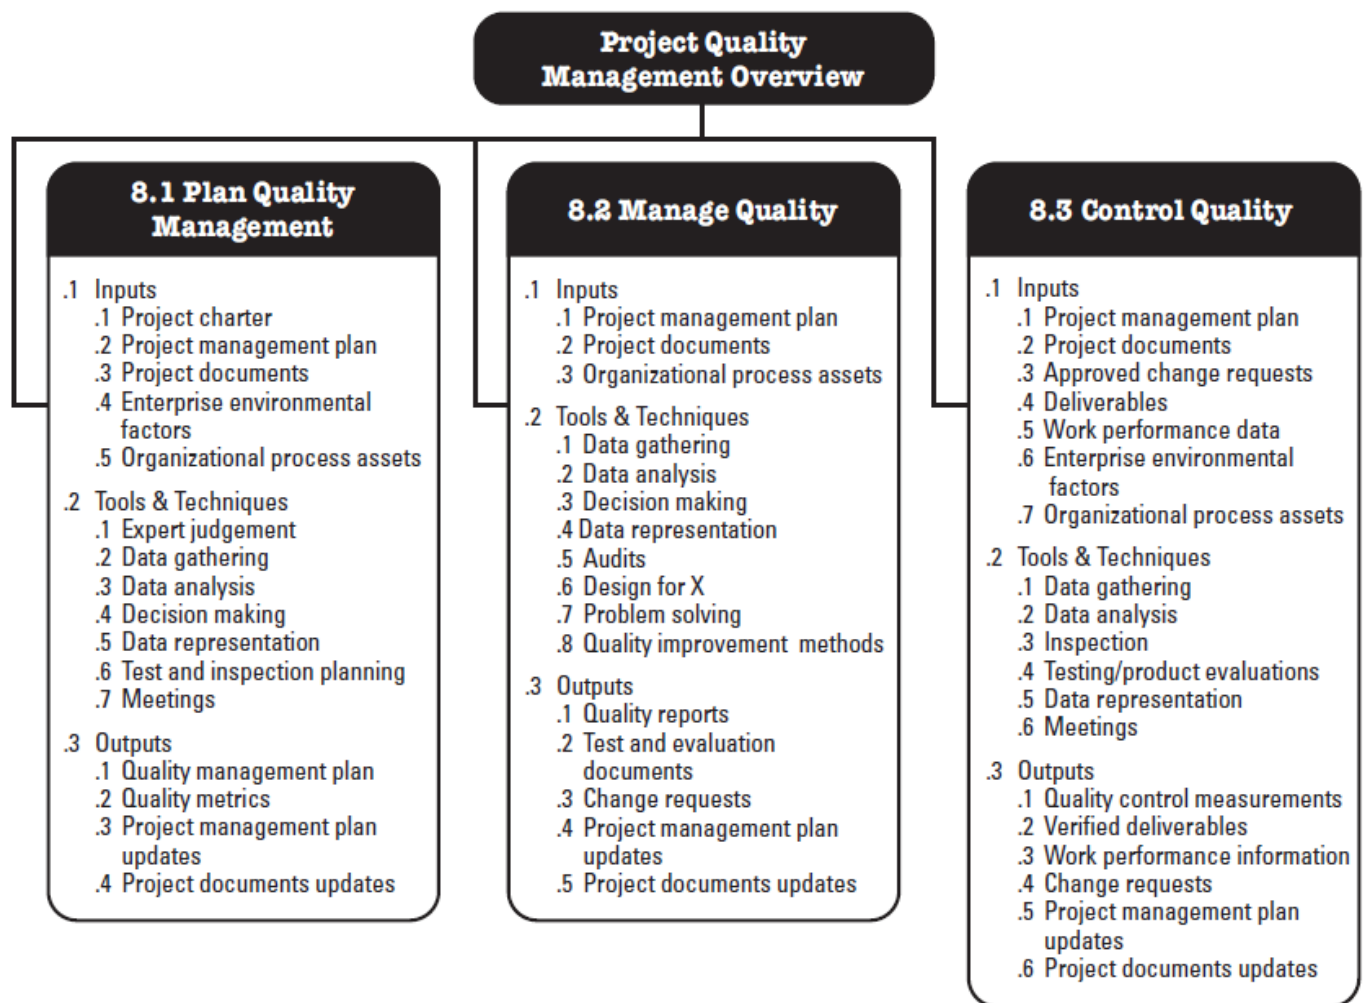 Project Quality
Management Overview
8.1 Plan Quality
Management
.1 Inputs
.1 Project charter
.2 Project management plan
.3 Project documents
.4 Enterprise environmental
factors
.5 Organizational process assets
.2 Tools & Techniques
.1 Expert judgement
.2 Data gathering
.3 Data analysis
.4 Decision making
.5 Data representation
.6 Test and inspection planning
.7 Meetings
.3 Outputs
.1 Quality management plan
.2 Quality metrics
.3 Project management plan
updates
.4 Project documents updates
8.2 Manage Quality
.1 Inputs
.1 Project management plan
.2 Project documents
.3 Organizational process assets
.2 Tools & Techniques
.1 Data gathering
.2 Data analysis
.3 Decision making
.4 Data representation
.5 Audits
.6 Design for X
.7 Problem solving
.8 Quality improvement methods
.3 Outputs
.1 Quality reports
.2 Test and evaluation
documents
.3 Change requests
.4 Project management plan
updates
.5 Project documents updates
8.3 Control Quality
.1 Inputs
.1 Project management plan
.2 Project documents
.3 Approved change requests
.4 Deliverables
.5 Work performance data
.6 Enterprise environmental
factors
.7 Organizational process assets
.2 Tools & Techniques
.1 Data gathering
.2 Data analysis
.3 Inspection
.4 Testing/product evaluations
.5 Data representation
.6 Meetings
.3 Outputs
.1 Quality control measurements
.2 Verified deliverables
.3 Work performance information
.4 Change requests
.5 Project management plan
updates
.6 Project documents updates